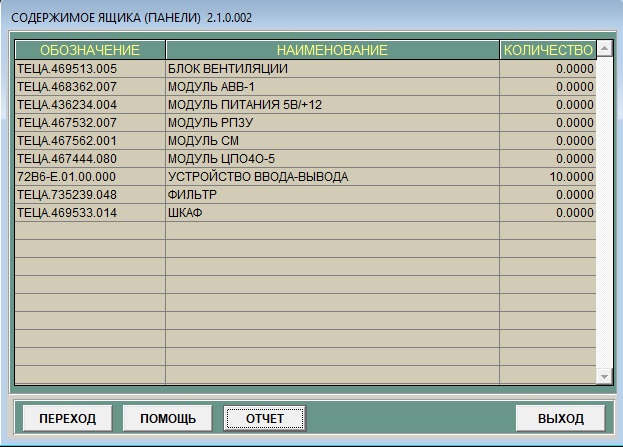 СОДЕРЖИМОЕ ЯЩИКА (ПАНЕЛИ) 2.1.0.002
ОБОЗНАЧЕНИЕ НАИМЕНОВАНИЕ КОЛИЧЕСТВО
ТЕЦА.469513.005 БЛОК ВЕНТИЛЯЦИИ 0.0000
ТЕЦА.468362.007 МОДУЛЬ АВВ-1 0.0000
ТЕЦА.436234.004 МОДУЛЬ ПИТАНИЯ 5В/+12 0.0000
ТЕЦА.467532.007 МОДУЛЬ РПЗУ 0.0000
ТЕЦА.467562.001 МОДУЛЬ СМ 0.0000
ТЕЦА.467444.080 МОДУЛЬ ЦПО4О-5 0.0000
72В6-Е.01.00.000 УСТРОЙСТВО ВВОДА-ВЫВОДА 10.0000
ТЕЦА.735239.048 ФИЛЬТР 0.0000
ТЕЦА.469533.014 ШКАФ 0.0000
ПЕРЕХОД ПОМОЩЬ ОТЧЕТ ВЫХОД